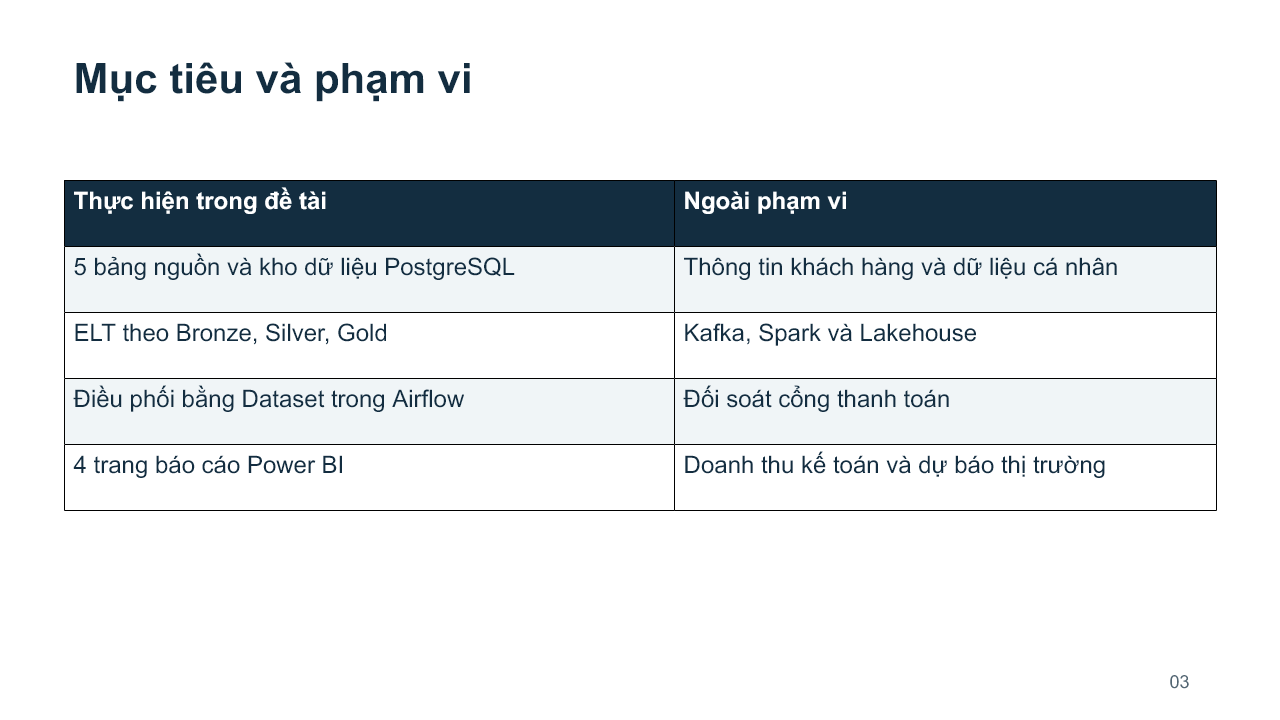 Mục tiêu và phạm vi
Thực hiện trong đề tài
Ngoài phạm vi
5 bảng nguồn và kho dữ liệu PostgreSQL
Thông tin khách hàng và dữ liệu cá nhân
ELT theo Bronze, Silver, Gold
Kafka, Spark và Lakehouse
Điều phối bằng Dataset trong Airflow
Đối soát cổng thanh toán
4 trang báo cáo Power BI
Doanh thu kế toán và dự báo thị trường
03